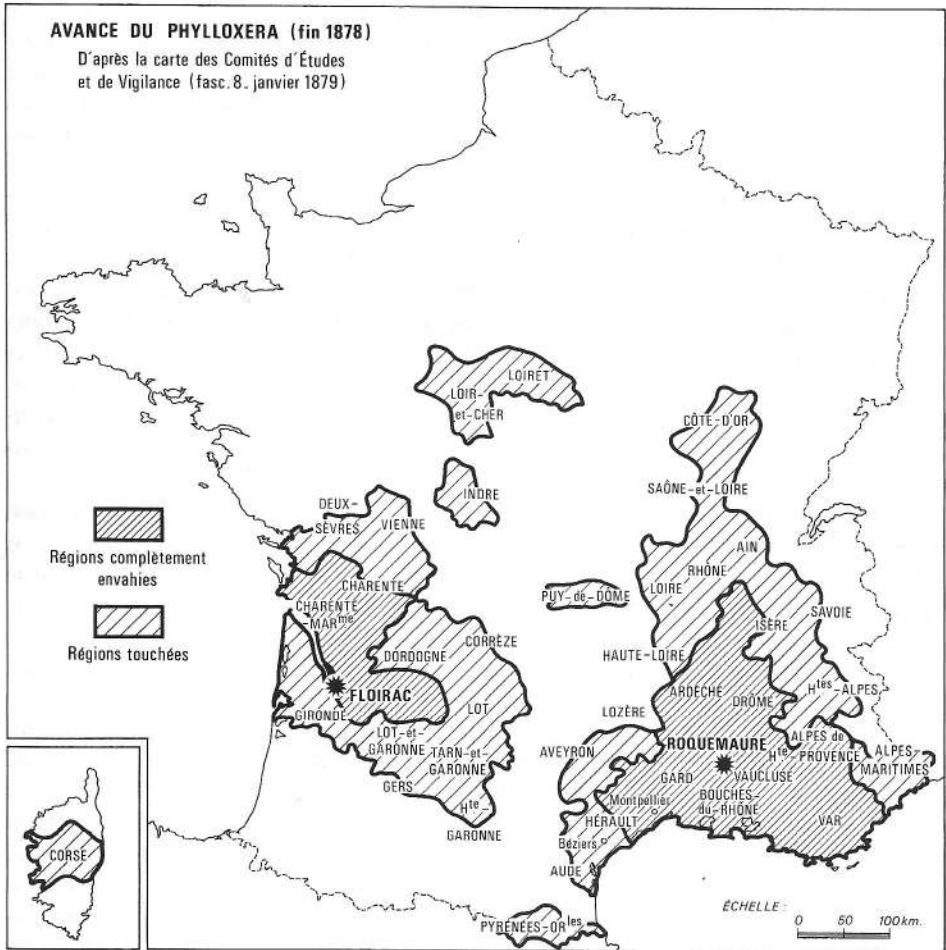 AVANCE DU PHYLLOXERA (fin 1878)
D'après la carte des Comités d'Études
et de Vigilance (fasc. 8_ janvier 1879)
LOIRET
LOIR-
et-CHER
CÔTE-D'OR
INDRE
SAÔNE-et-LOIRE
DEUX-
SÈVRES
VIENNE
Régions complètement
envahies
Régions touchées
CHARENTE
CHARENTE
-MARme
AIN
RHÔNE
LOIRE
PUY-de-DÔME
SAVOIE
ISÈRE
CORRÈZE
DORDOGNE
HAUTE-LOIRE
FLOIRAC
LOT
GIRONDE
ARDÈCHE
DRÔME
Htes-ALPES
LOZÈRE
LOT-et-
GARONNE
TARN-et-
GARONNE
GERS
Hte-
GARONNE
AVEYRON
ROQUEMAURE
Hte-
ALPES de
PROVENCE
ALPES-
MARITIMES
GARD
VAUCLUSE
Montpellier
BOUCHES-
du-RHÔNE
HÉRAULT
VAR
Béziers
AUDE
CORSE
PYRÉNÉES-ORles
ÉCHELLE :
0 50 100 km.